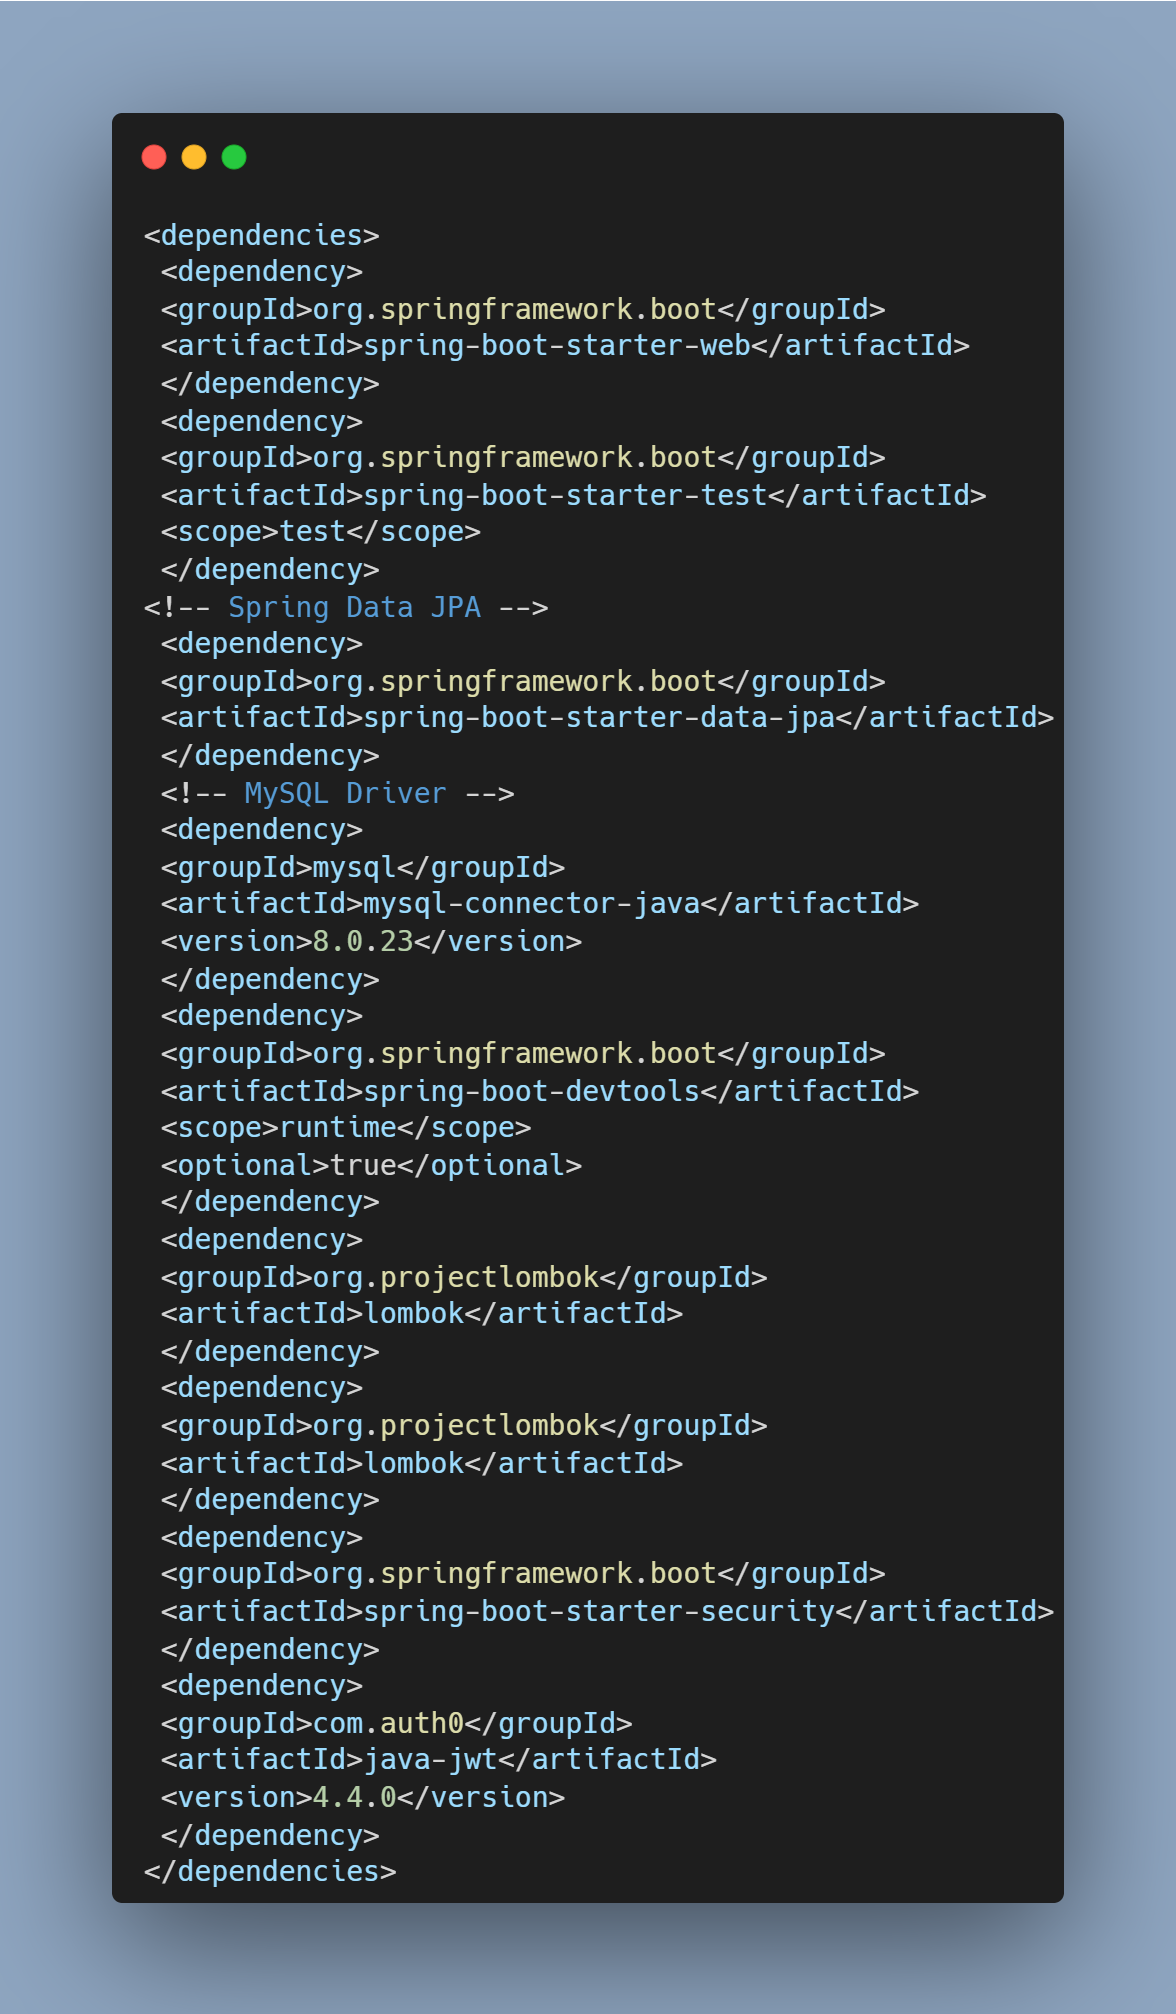 <dependencies>
 <dependency>
 <groupId>org.springframework.boot</groupId>
 <artifactId>spring-boot-starter-web</artifactId>
 </dependency>
 <dependency>
 <groupId>org.springframework.boot</groupId>
 <artifactId>spring-boot-starter-test</artifactId>
 <scope>test</scope>
 </dependency>
<!-- Spring Data JPA -->
 <dependency>
 <groupId>org.springframework.boot</groupId>
 <artifactId>spring-boot-starter-data-jpa</artifactId>
 </dependency>
 <!-- MySQL Driver -->
 <dependency>
 <groupId>mysql</groupId>
 <artifactId>mysql-connector-java</artifactId>
 <version>8.0.23</version>
 </dependency>
 <dependency>
 <groupId>org.springframework.boot</groupId>
 <artifactId>spring-boot-devtools</artifactId>
 <scope>runtime</scope>
 <optional>true</optional>
 </dependency>
 <dependency>
 <groupId>org.projectlombok</groupId>
 <artifactId>lombok</artifactId>
 </dependency>
 <dependency>
 <groupId>org.projectlombok</groupId>
 <artifactId>lombok</artifactId>
 </dependency>
 <dependency>
 <groupId>org.springframework.boot</groupId>
 <artifactId>spring-boot-starter-security</artifactId>
 </dependency>
 <dependency>
 <groupId>com.auth0</groupId>
 <artifactId>java-jwt</artifactId>
 <version>4.4.0</version>
 </dependency>
</dependencies>